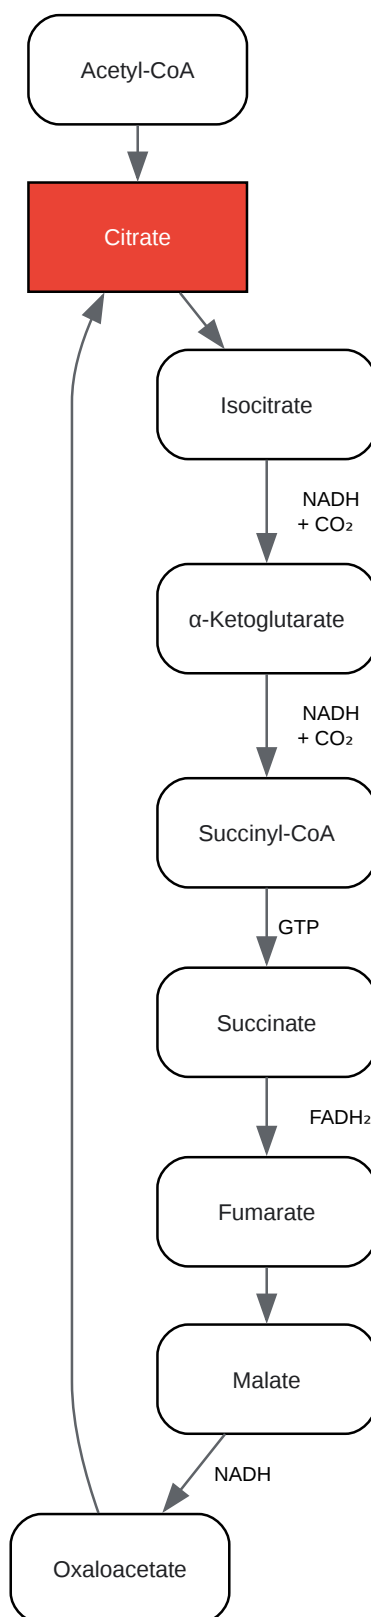 Acetyl-CoA
Citrate
Isocitrate
NADH
+ CO₂
α-Ketoglutarate
NADH
+ CO₂
Succinyl-CoA
GTP
Succinate
FADH₂
Fumarate
Malate
NADH
Oxaloacetate